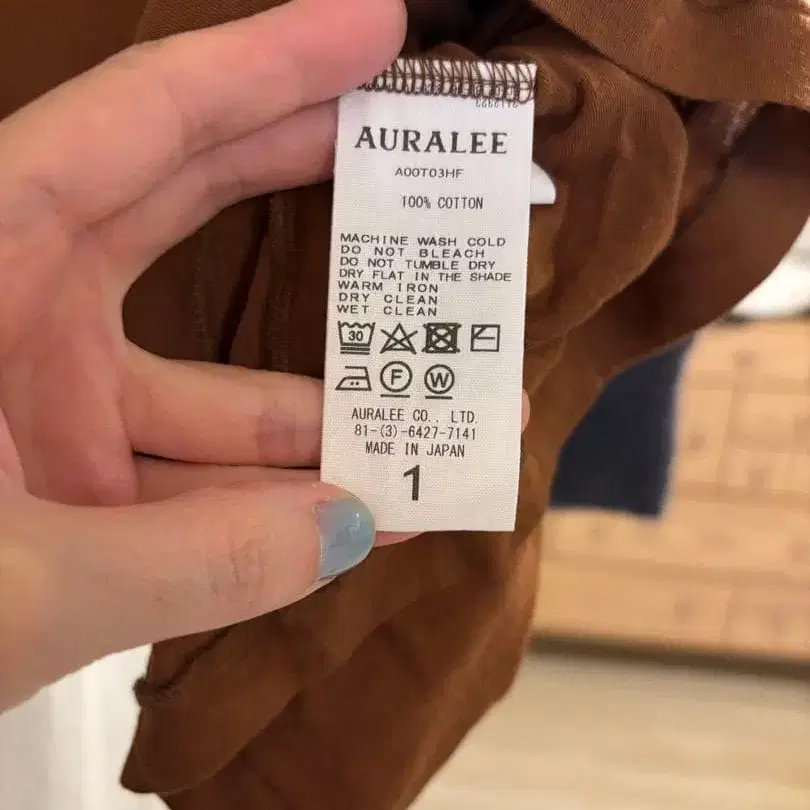 AURALEE
A00T03HF
100% COTTON
MACHINE WASH COLD
DO NOT BLEACH
DO NOT TUMBLE DRY
DRY FLAT IN THE SHADE
WARM IRON
DRY CLEAN
WET CLEAN
30
F W
AURALEE CO., LTD.
81-(3)-6427-7141
MADE IN JAPAN
1